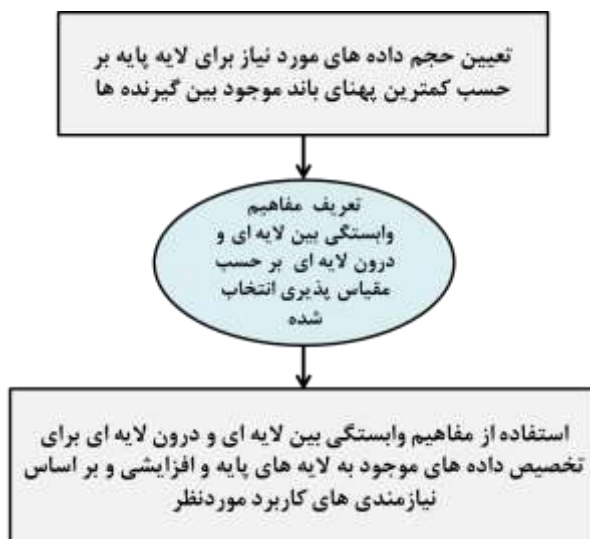 تعیین حجم داده های مورد نیاز برای لایه پایه بر
حسب کمترین پهنای باند موجود بین گیرنده ها
تعریف مفاهیم
وابستگی بین لایه ای و
درون لایه ای بر حسب
مقیاس پذیری انتخاب
شده
استفاده از مفاهیم وابستگی بین لایه ای و درون لایه ای برای
تخصیص داده های موجود به لایه های پایه و افزایشی و بر اساس
نیازمندی های کاربرد موردنظر